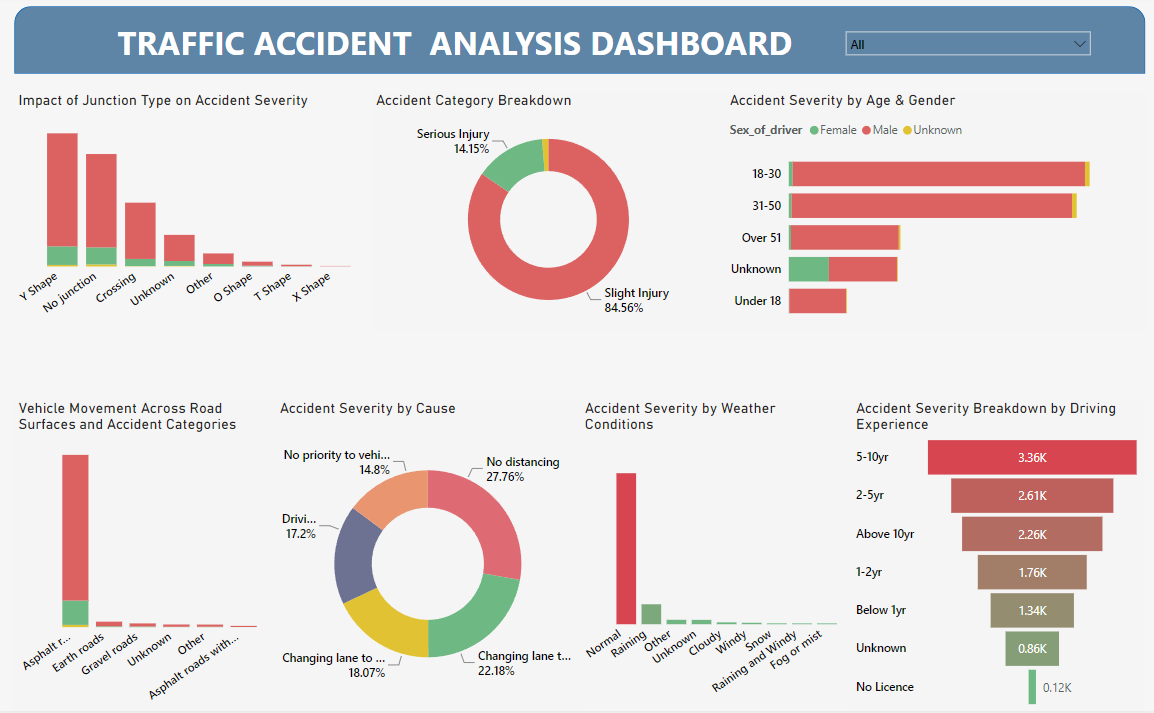 TRAFFIC ACCIDENT ANALYSIS DASHBOARD
All
Impact of Junction Type on Accident Severity
Y Shape
No junction
Crossing
Unknown
Other
O Shape
T Shape
X Shape
Accident Category Breakdown
Serious Injury
14.15%
Slight Injury
84.56%
Accident Severity by Age & Gender
Sex_of_driver Female Male Unknown
18-30
31-50
Over 51
Unknown
Under 18
Vehicle Movement Across Road
Surfaces and Accident Categories
Asphalt r...
Earth roads
Gravel roads
Unknown
Other
Asphalt roads with...
Accident Severity by Cause
No priority to vehi...
14.8%
No distancing
27.76%
Drivi...
17.2%
Changing lane to ...
18.07%
Changing lane t...
22.18%
Accident Severity by Weather
Conditions
Normal
Raining
Other
Unknown
Cloudy
Windy
Snow
Raining and Windy
Fog or mist
Accident Severity Breakdown by Driving
Experience
5-10yr 3.36K
2-5yr 2.61K
Above 10yr 2.26K
1-2yr 1.76K
Below 1yr 1.34K
Unknown 0.86K
No Licence 0.12K